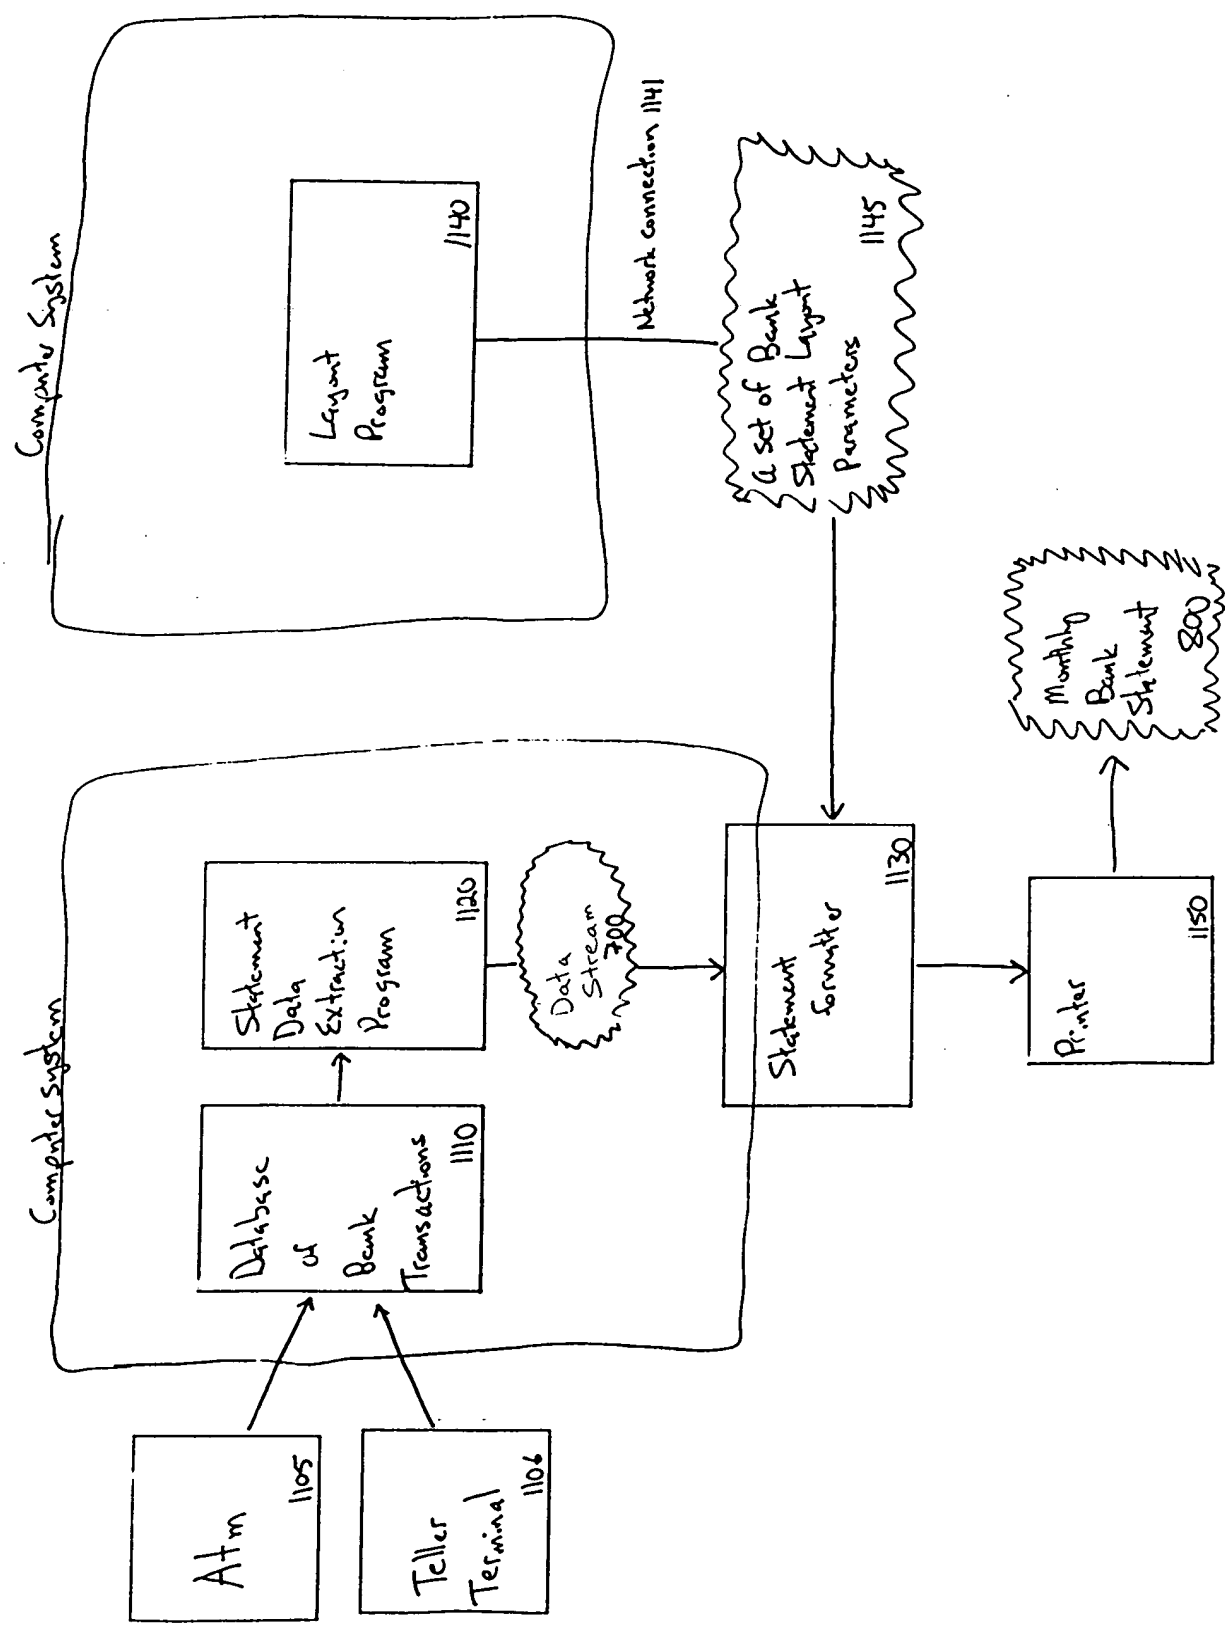 Computer System
Layout
Program
1140
Network connection 1141
A set of Bank
Statement Layout
Parameters
1145
Computer System
Atm
1105
Teller
Terminal
1106
Database
of
Bank
Transactions
1110
Statement
Data
Extraction
Program
1120
Data
Stream
700
Statement
formatter
1130
Printer
1150
Monthly
Bank
Statement
800